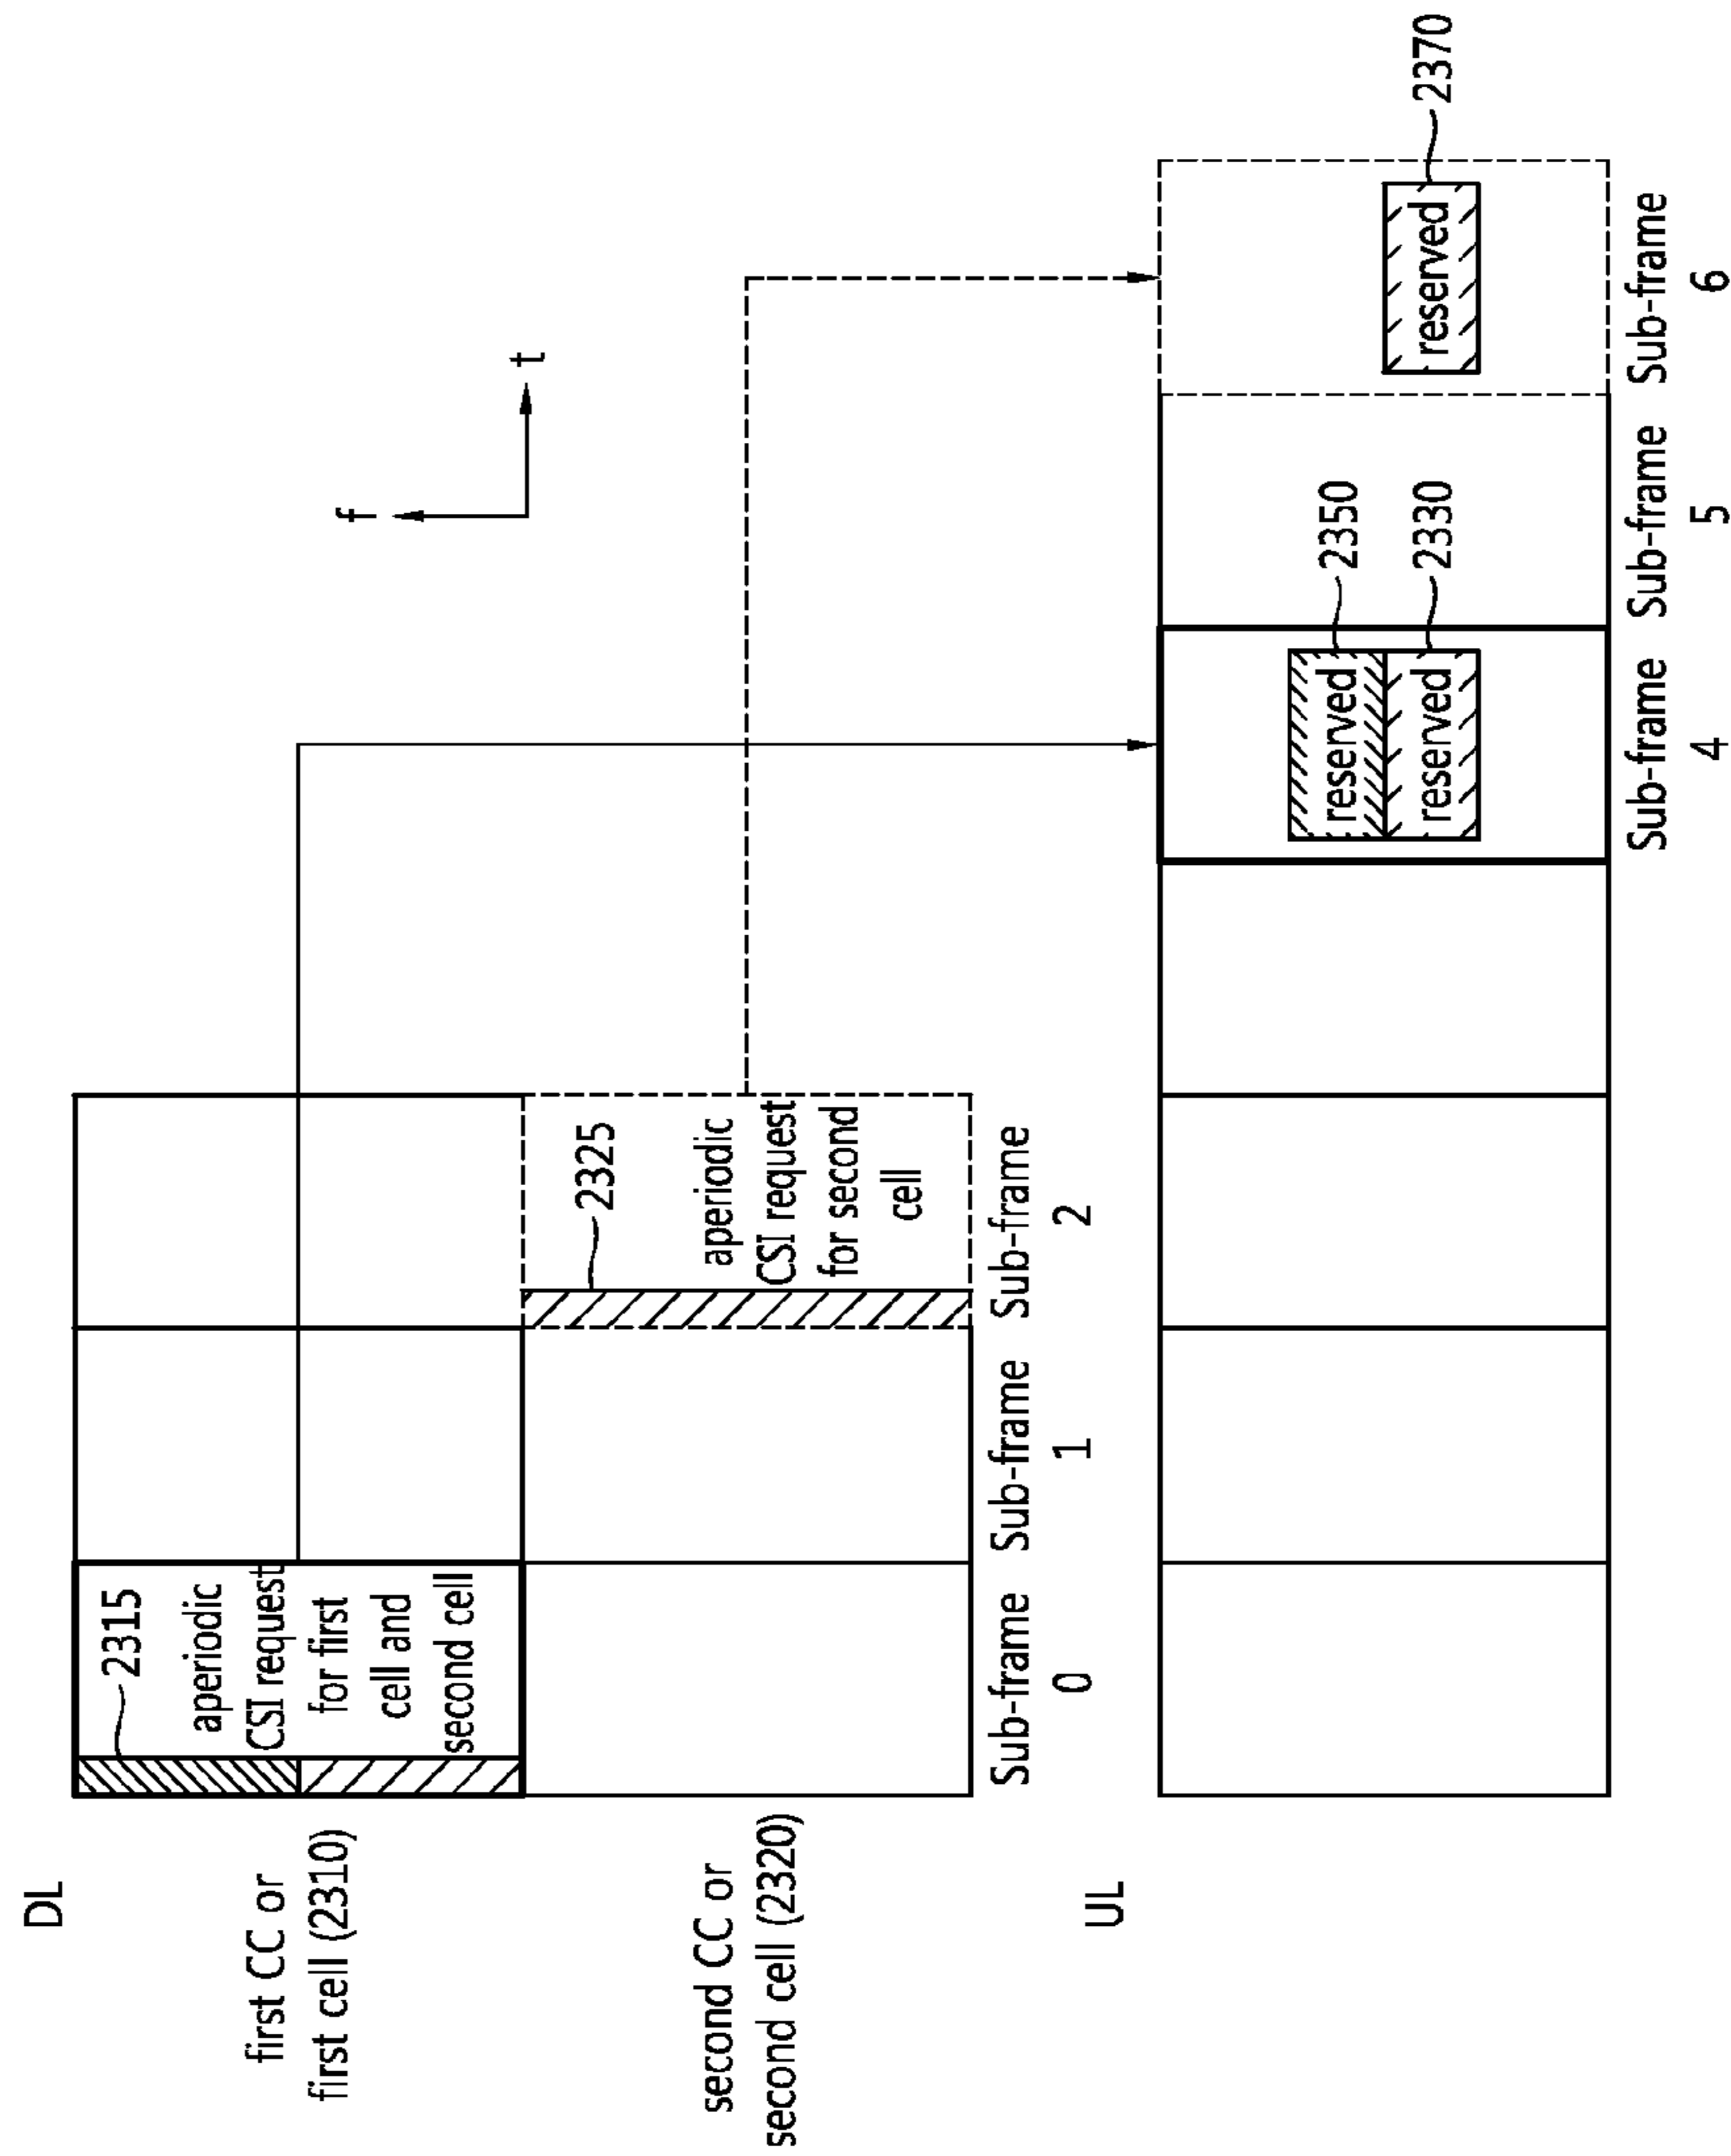 DL
first CC or
first cell (2310)
2315
aperiodic
CSI request
for first
cell and
second cell
f
t
second CC or
second cell (2320)
2325
aperiodic
CSI request
for second
cell
Sub-frame
0
Sub-frame
1
Sub-frame
2
UL
reserved
2350
reserved
2330
reserved
2370
Sub-frame
4
Sub-frame
5
Sub-frame
6